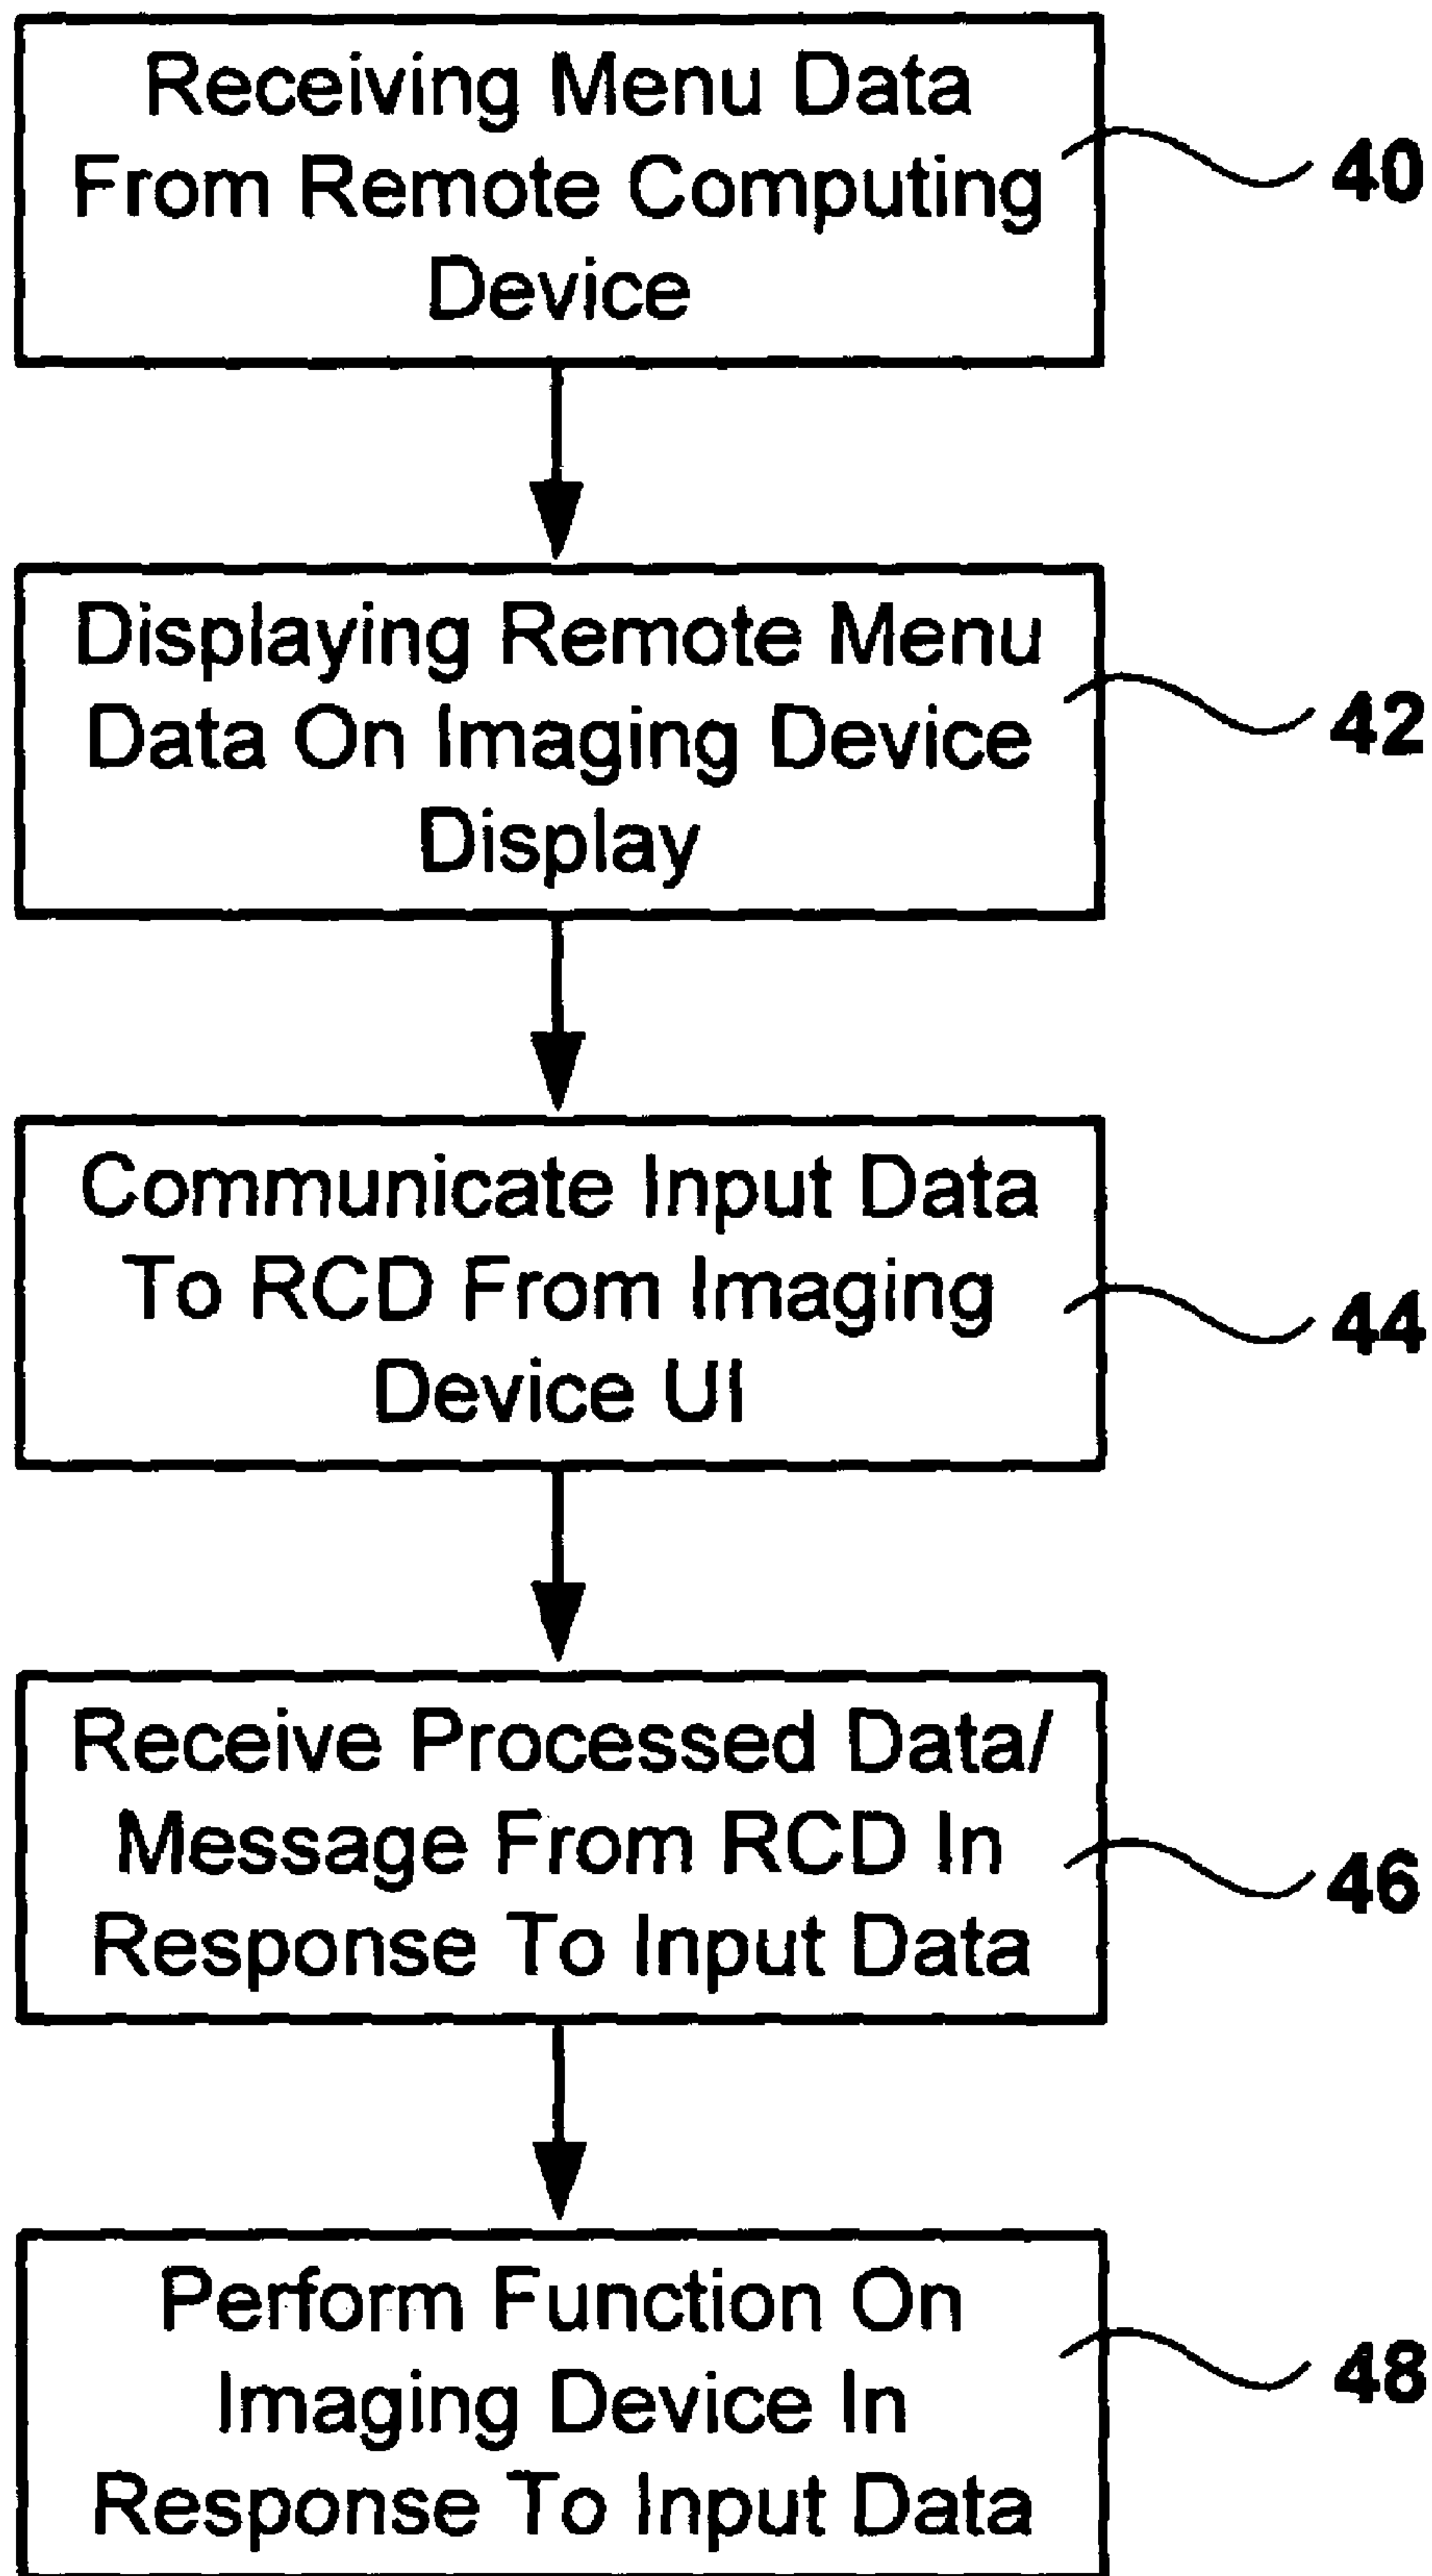 Receiving Menu Data
From Remote Computing
Device
40
Displaying Remote Menu
Data On Imaging Device
Display
42
Communicate Input Data
To RCD From Imaging
Device UI
44
Receive Processed Data/
Message From RCD In
Response To Input Data
46
Perform Function On
Imaging Device In
Response To Input Data
48